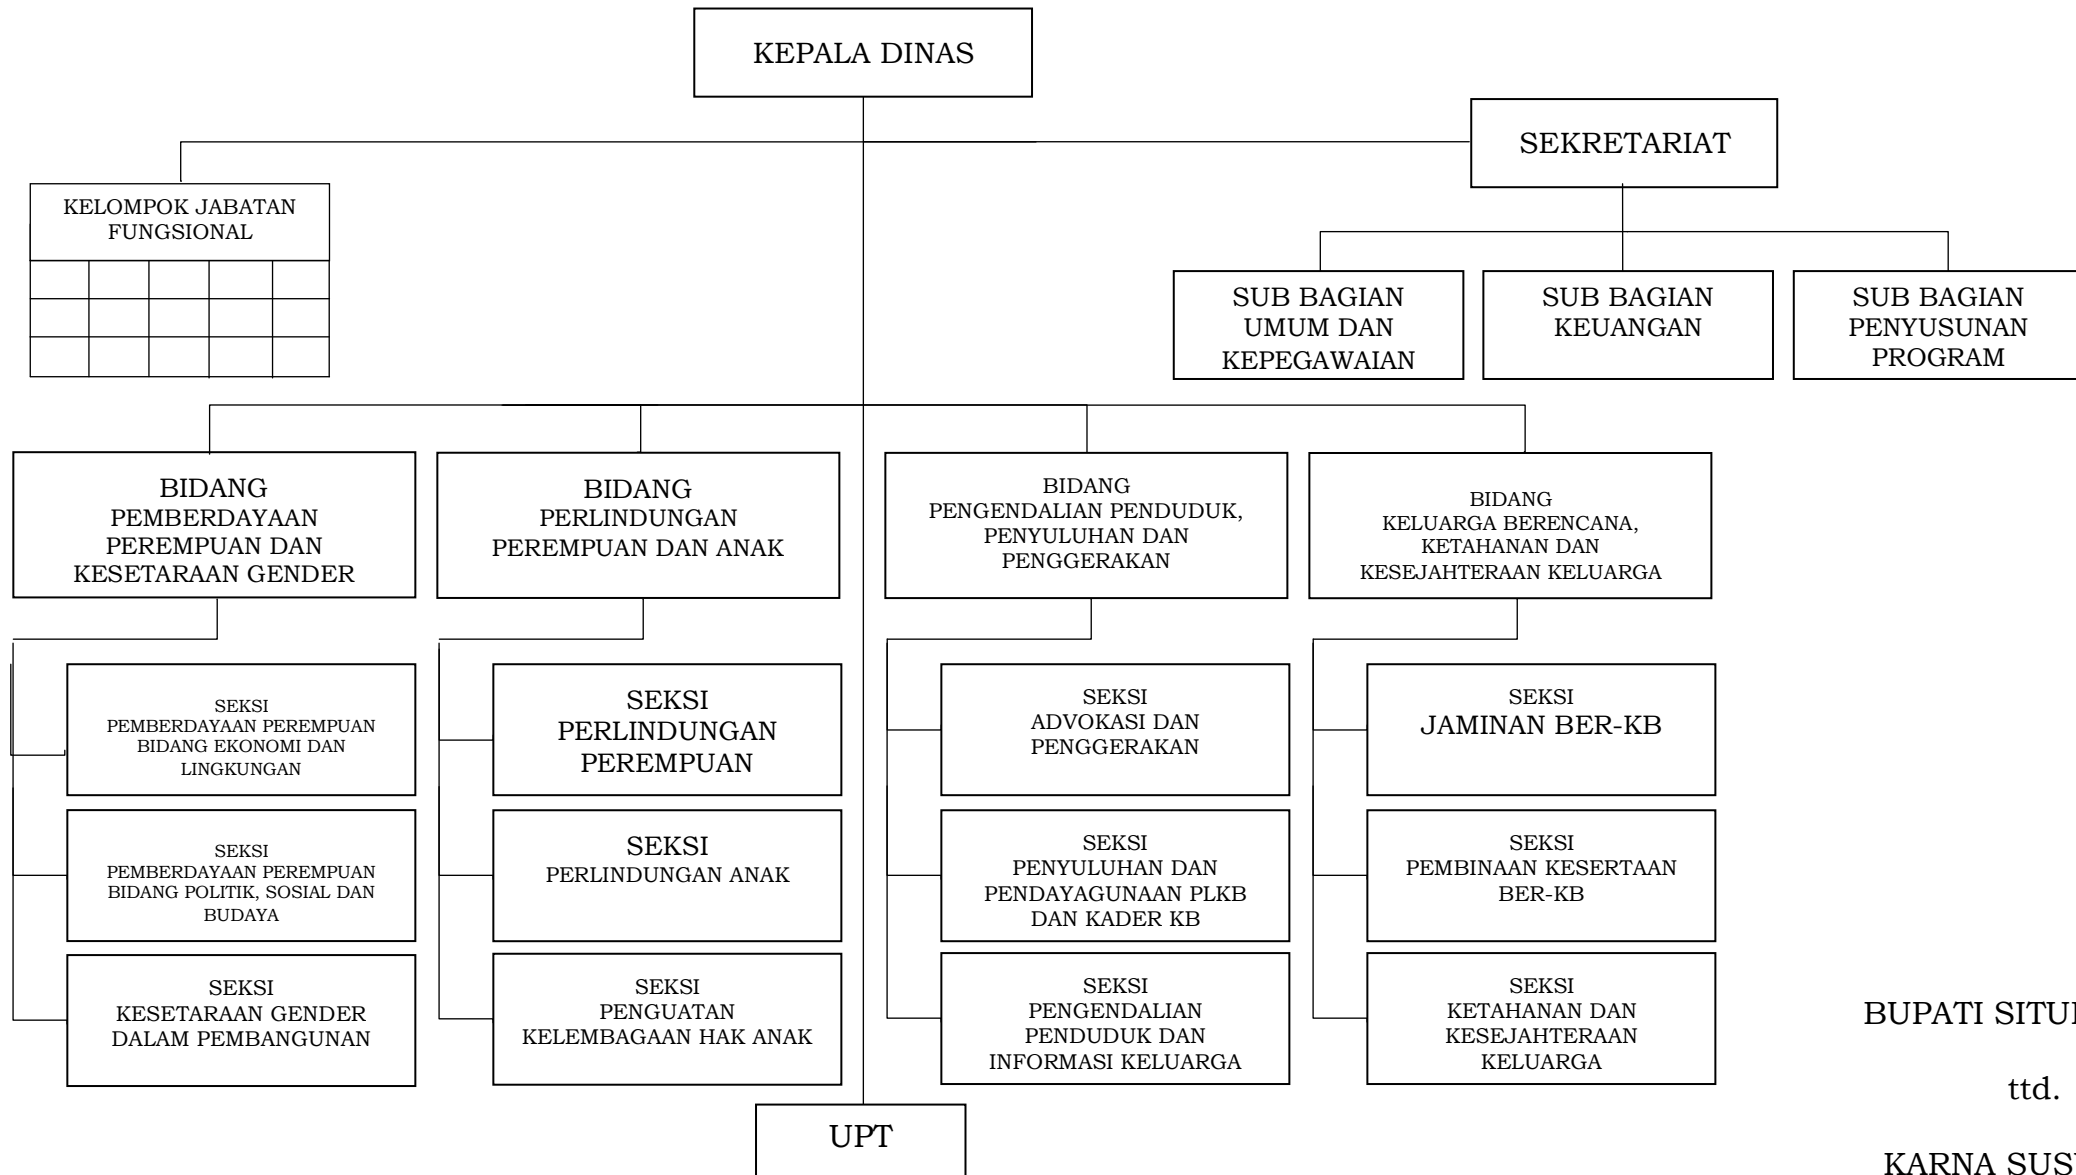 KEPALA DINAS
SEKRETARIAT
KELOMPOK JABATAN
FUNGSIONAL
SUB BAGIAN
UMUM DAN
KEPEGAWAIAN
SUB BAGIAN
KEUANGAN
SUB BAGIAN
PENYUSUNAN
PROGRAM
BIDANG
PEMBERDAYAAN
PEREMPUAN DAN
KESETARAAN GENDER
BIDANG
PERLINDUNGAN
PEREMPUAN DAN ANAK
BIDANG
PENGENDALIAN PENDUDUK,
PENYULUHAN DAN
PENGGERAKAN
BIDANG
KELUARGA BERENCANA,
KETAHANAN DAN
KESEJAHTERAAN KELUARGA
SEKSI
PEMBERDAYAAN PEREMPUAN
BIDANG EKONOMI DAN
LINGKUNGAN
SEKSI
PERLINDUNGAN
PEREMPUAN
SEKSI
ADVOKASI DAN
PENGGERAKAN
SEKSI
JAMINAN BER-KB
SEKSI
PEMBERDAYAAN PEREMPUAN
BIDANG POLITIK, SOSIAL DAN
BUDAYA
SEKSI
PERLINDUNGAN ANAK
SEKSI
PENYULUHAN DAN
PENDAYAGUNAAN PLKB
DAN KADER KB
SEKSI
PEMBINAAN KESERTAAN
BER-KB
SEKSI
KESETARAAN GENDER
DALAM PEMBANGUNAN
SEKSI
PENGUATAN
KELEMBAGAAN HAK ANAK
SEKSI
PENGENDALIAN
PENDUDUK DAN
INFORMASI KELUARGA
SEKSI
KETAHANAN DAN
KESEJAHTERAAN
KELUARGA
UPT
BUPATI
ttd.
KARNA